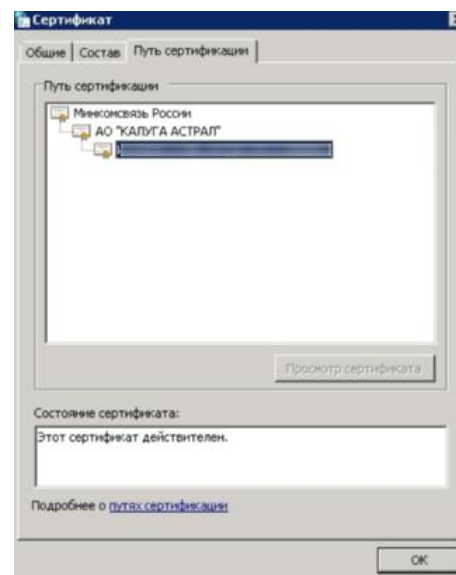 Сертификат
Общие Состав Путь сертификации
Путь сертификации
Минкомсвязь России
АО "КАЛУГА АСТРАЛ"
Просмотр сертификата
Состояние сертификата:
Этот сертификат действителен.
Подробнее о путях сертификации
ОК